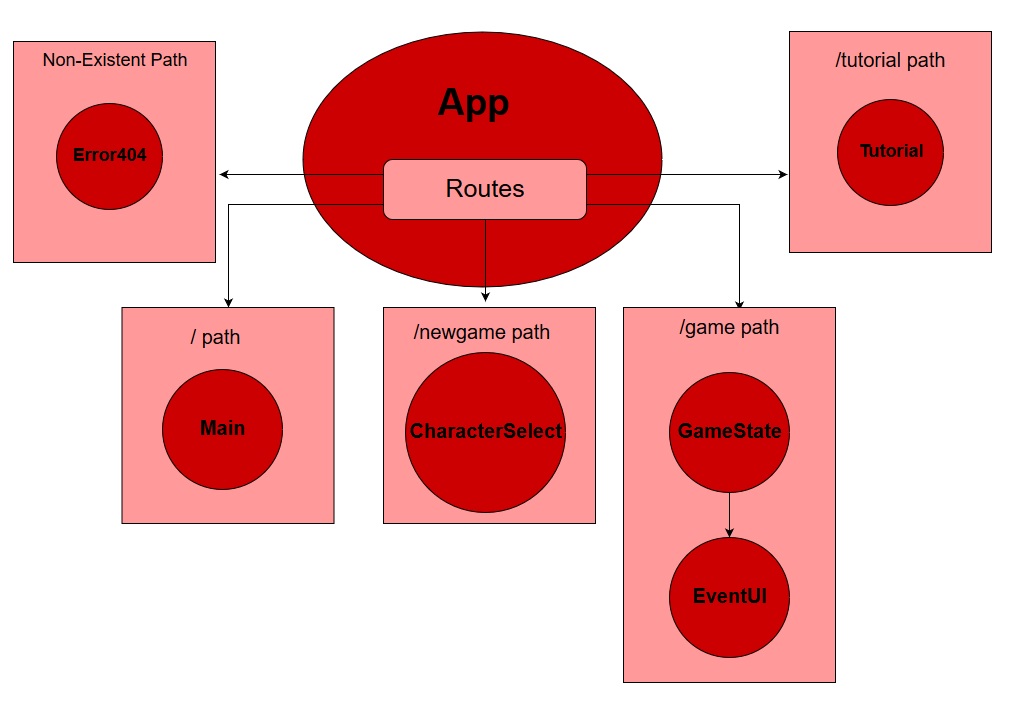 Non-Existent Path
Error404
App
Routes
/tutorial path
Tutorial
/ path
Main
/newgame path
CharacterSelect
/game path
GameState
EventUI